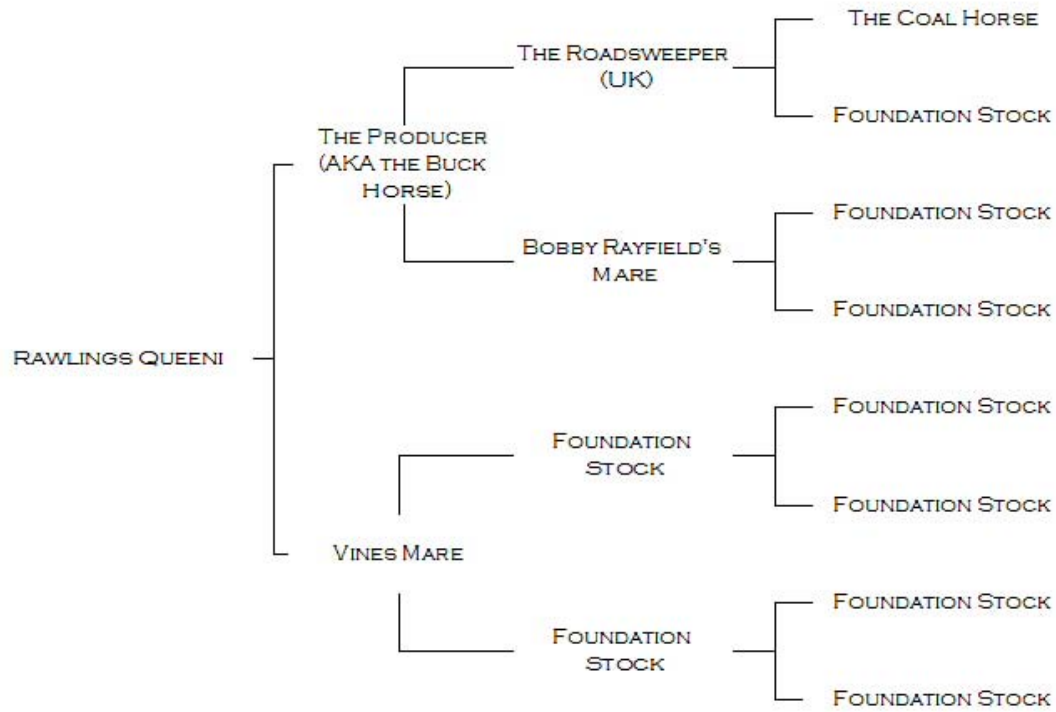 The Coal Horse
The Roadsweeper
(UK)
Foundation Stock
The Producer
(AKA the Buck
Horse)
Foundation Stock
Bobby Rayfield's
Mare
Foundation Stock
Rawlings Queeni
Foundation Stock
Foundation
Stock
Foundation Stock
Vines Mare
Foundation Stock
Foundation
Stock
Foundation Stock